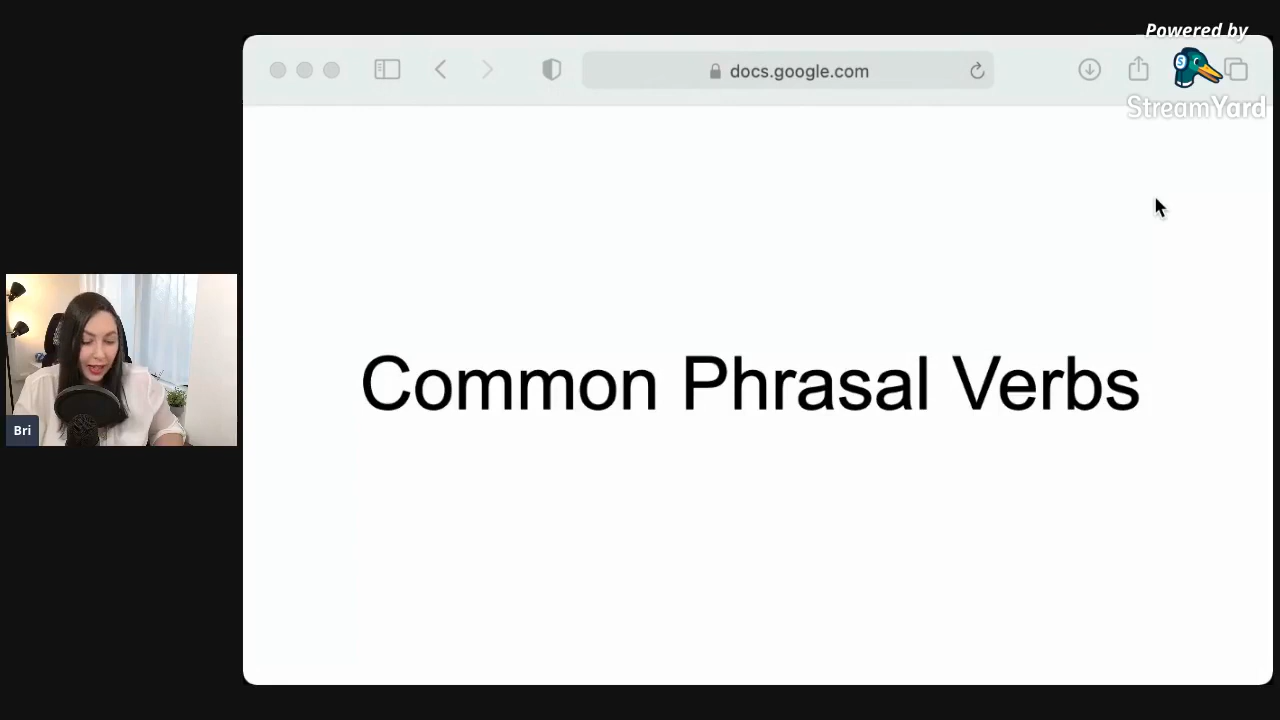 Powered by
docs.google.com
S
StreamYard
Common Phrasal Verbs
Bri